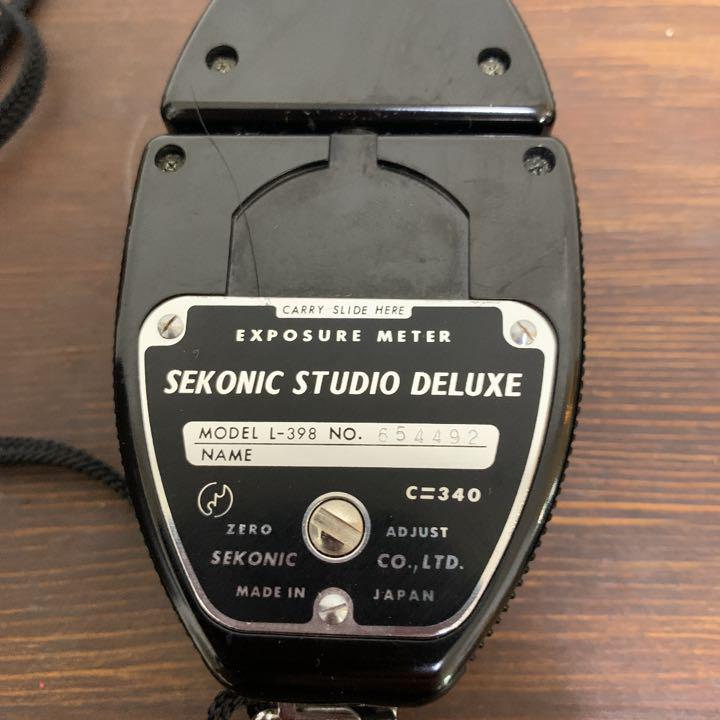 CARRY SLIDE HERE
EXPOSURE METER
SEKONIC STUDIO DELUXE
MODEL L-398 NO. 654492
NAME
C=340
ZERO ADJUST
SEKONIC CO.,LTD.
MADE IN JAPAN